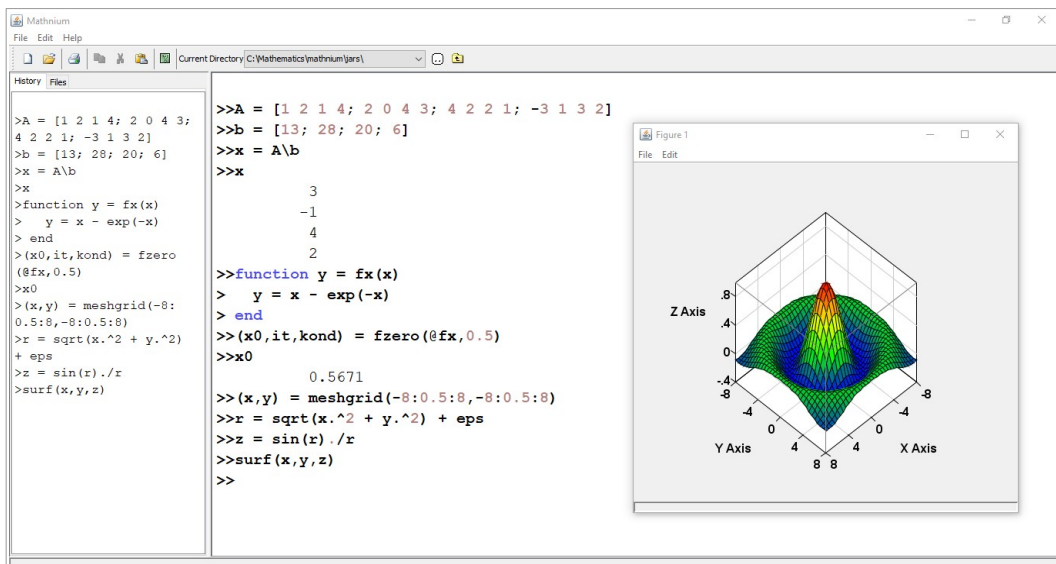 Mathnium
File Edit Help
Current Directory C:\Mathematics\mathnium\jars\
History Files
>A = [1 2 1 4; 2 0 4 3;
4 2 2 1; -3 1 3 2]
>b = [13; 28; 20; 6]
>x = A\b
>x
>function y = fx(x)
>   y = x - exp(-x)
> end
>(x0,it,kond) = fzero
(@fx,0.5)
>x0
>(x,y) = meshgrid(-8:
0.5:8,-8:0.5:8)
>r = sqrt(x.^2 + y.^2)
+ eps
>z = sin(r)./r
>surf(x,y,z)
>>A = [1 2 1 4; 2 0 4 3; 4 2 2 1; -3 1 3 2]
>>b = [13; 28; 20; 6]
>>x = A\b
>>x
3
-1
4
2
>>function y = fx(x)
>   y = x - exp(-x)
> end
>>(x0,it,kond) = fzero(@fx,0.5)
>>x0
0.5671
>>(x,y) = meshgrid(-8:0.5:8,-8:0.5:8)
>>r = sqrt(x.^2 + y.^2) + eps
>>z = sin(r)./r
>>surf(x,y,z)
>>
Figure 1
File Edit
Z Axis
.8
.4
0
-.4
-8
-4
0
4
8
Y Axis
-8
-4
0
4
8
X Axis